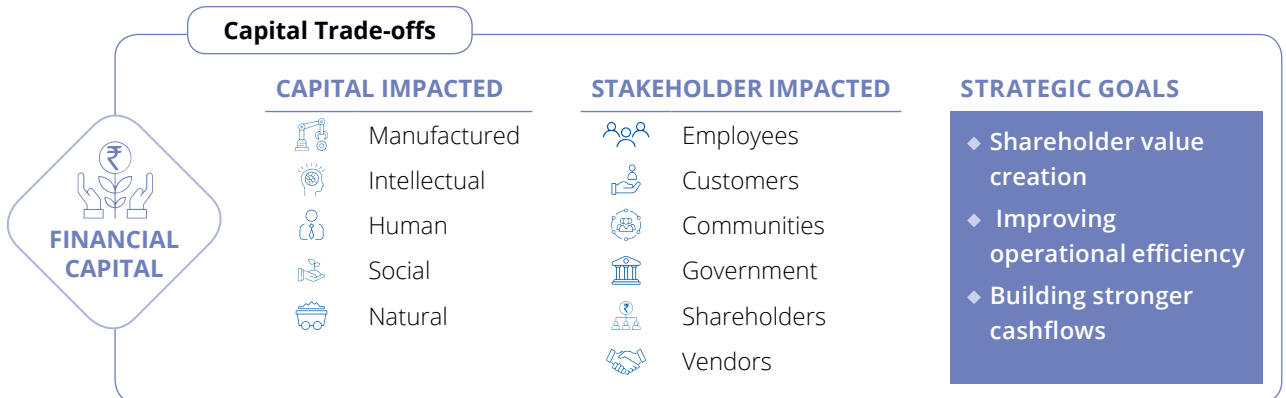 Capital Trade-offs
₹
FINANCIAL
CAPITAL
CAPITAL IMPACTED
Manufactured
Intellectual
Human
Social
Natural
STAKEHOLDER IMPACTED
Employees
Customers
Communities
Government
₹
Shareholders
Vendors
STRATEGIC GOALS
Shareholder value
creation
Improving
operational efficiency
Building stronger
cashflows